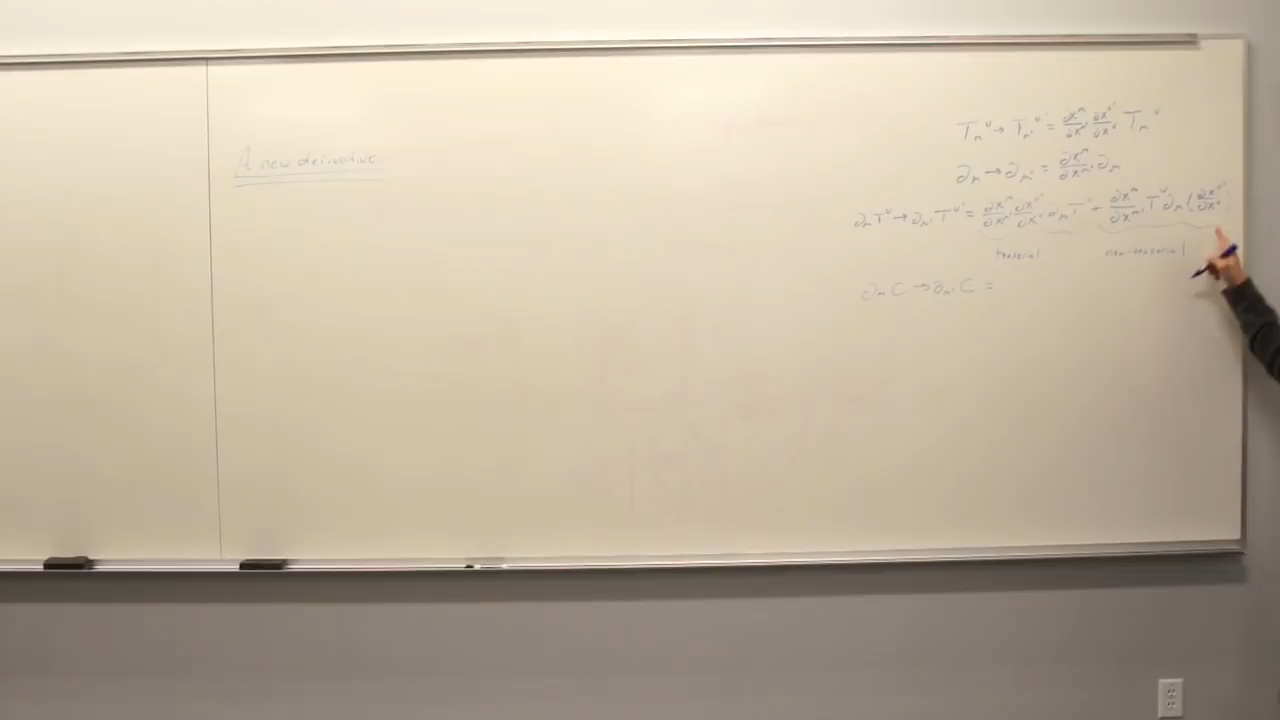 A new derivative
T_μ^ν → T_μ'^ν' = ∂x^μ/∂x^μ' ∂x^ν'/∂x^ν T_μ^ν
∂_μ → ∂_μ' = ∂x^μ/∂x^μ' ∂_μ
∂_μ T^ν → ∂_μ' T^ν' = ∂x^μ/∂x^μ' ∂x^ν'/∂x^ν ∂_μ T^ν + ∂x^μ/∂x^μ' T^ν ∂_μ (∂x^ν'/∂x^ν
tensorial non-tensorial
∂_μ C → ∂_μ' C =